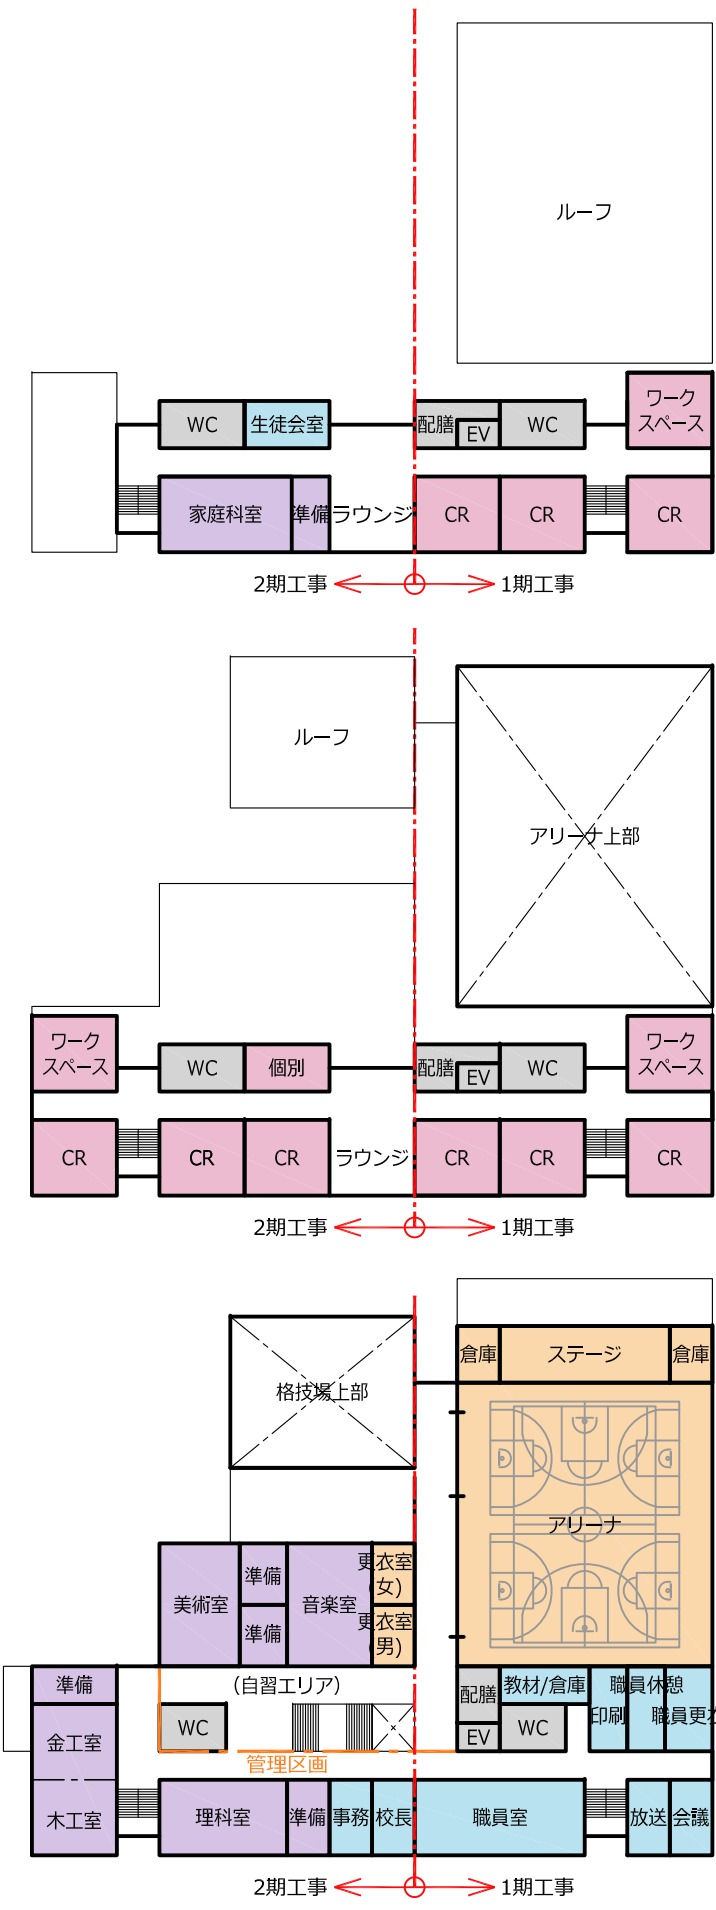 ルーフ
ワーク
スペース
WC
生徒会室
配膳
EV
WC
家庭科室
準備
ラウンジ
CR
CR
CR
2期工事
1期工事
ルーフ
アリーナ上部
ワーク
スペース
WC
個別
配膳
EV
WC
ワーク
スペース
CR
CR
CR
ラウンジ
CR
CR
CR
2期工事
1期工事
倉庫
ステージ
倉庫
格技場上部
アリーナ
美術室
準備
準備
音楽室
更衣室
(女)
更衣室
(男)
準備
(自習エリア)
配膳
教材/倉庫
職員休憩
印刷
職員更衣
金工室
WC
EV
WC
管理区画
木工室
理科室
準備
事務
校長
職員室
放送
会議
2期工事
1期工事